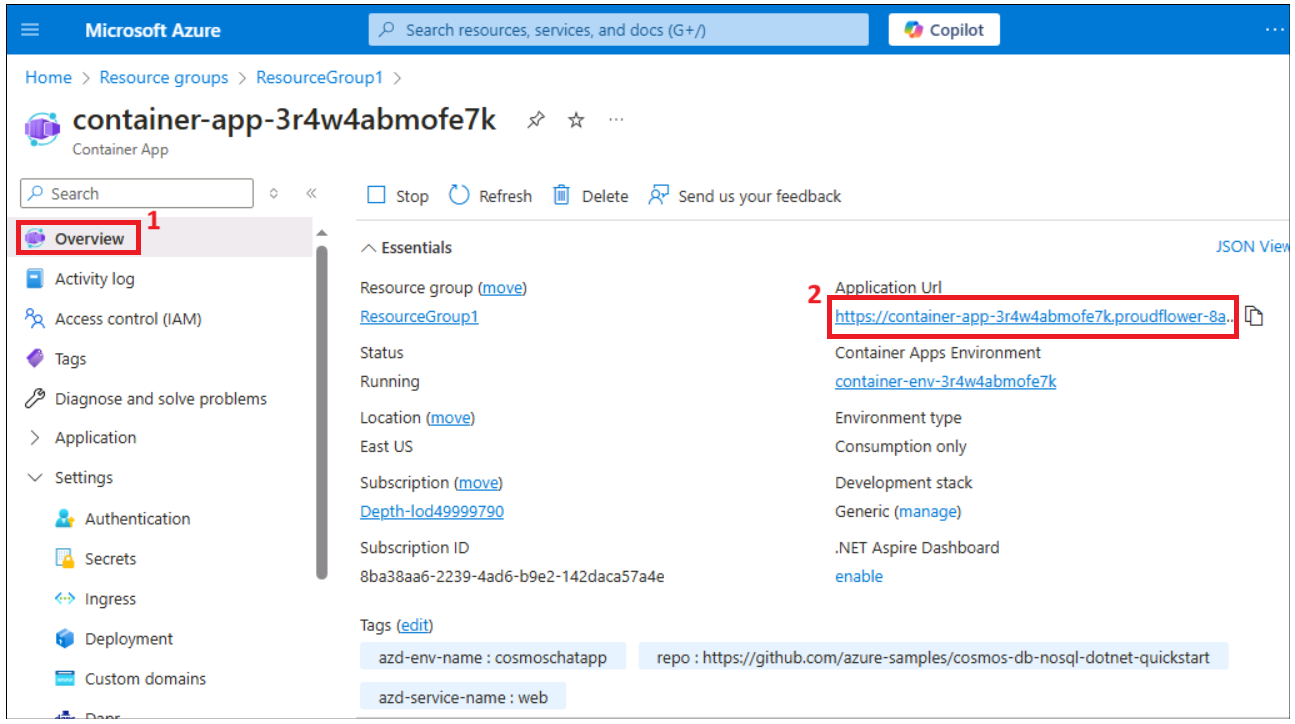 Microsoft Azure
Search resources, services, and docs (G+/)
Copilot
Home > Resource groups > ResourceGroup1 >
container-app-3r4w4abmofe7k
Container App
Search
Stop
Refresh
Delete
Send us your feedback
1
Overview
Activity log
Access control (IAM)
Tags
Diagnose and solve problems
Application
Settings
Authentication
Secrets
Ingress
Deployment
Custom domains
Dapr
Essentials
JSON View
Resource group (move)
ResourceGroup1
Status
Running
Location (move)
East US
Subscription (move)
Depth-lod49999790
Subscription ID
8ba38aa6-2239-4ad6-b9e2-142daca57a4e
2
Application Url
https://container-app-3r4w4abmofe7k.proudflower-8a...
Container Apps Environment
container-env-3r4w4abmofe7k
Environment type
Consumption only
Development stack
Generic (manage)
.NET Aspire Dashboard
enable
Tags (edit)
azd-env-name : cosmoschatapp
repo : https://github.com/azure-samples/cosmos-db-nosql-dotnet-quickstart
azd-service-name : web